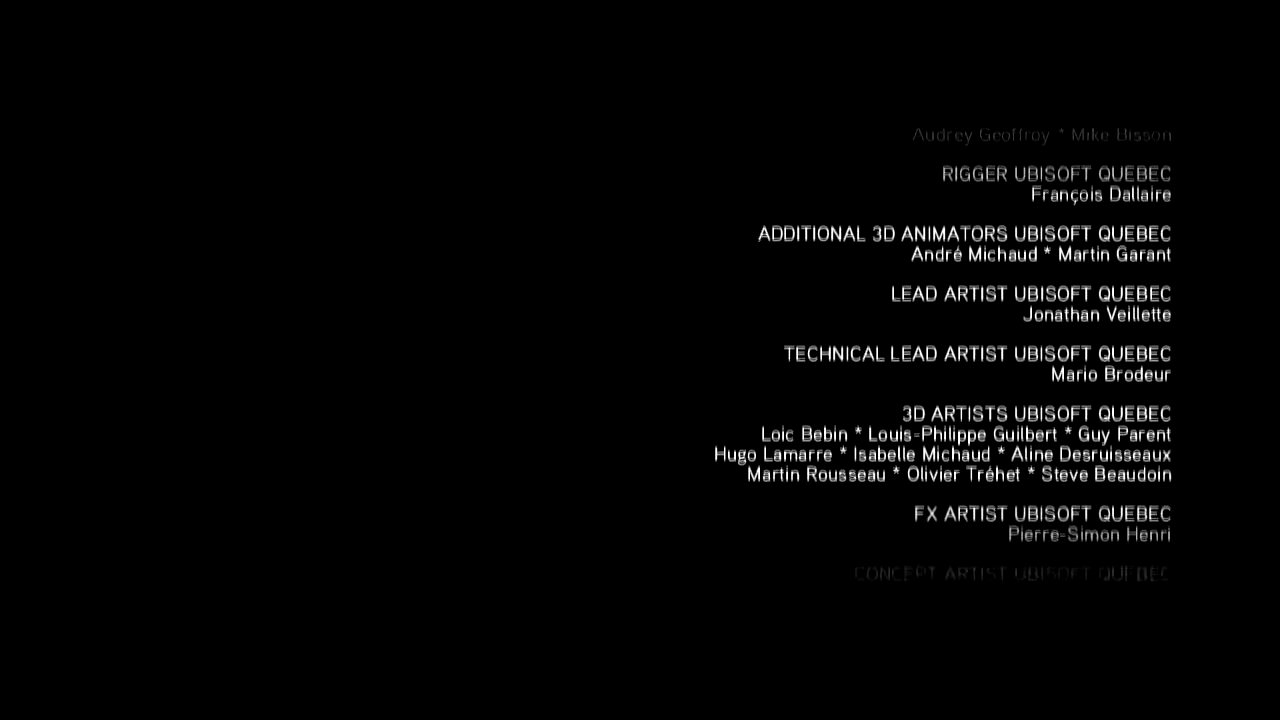 Audrey Geoffroy * Mike Bisson
RIGGER UBISOFT QUEBEC
François Dallaire
ADDITIONAL 3D ANIMATORS UBISOFT QUEBEC
André Michaud * Martin Garant
LEAD ARTIST UBISOFT QUEBEC
Jonathan Veillette
TECHNICAL LEAD ARTIST UBISOFT QUEBEC
Mario Brodeur
3D ARTISTS UBISOFT QUEBEC
Loic Bebin * Louis-Philippe Guilbert * Guy Parent
Hugo Lamarre * Isabelle Michaud * Aline Desruisseaux
Martin Rousseau * Olivier Tréhet * Steve Beaudoin
FX ARTIST UBISOFT QUEBEC
Pierre-Simon Henri
CONCEPT ARTIST UBISOFT QUEBEC